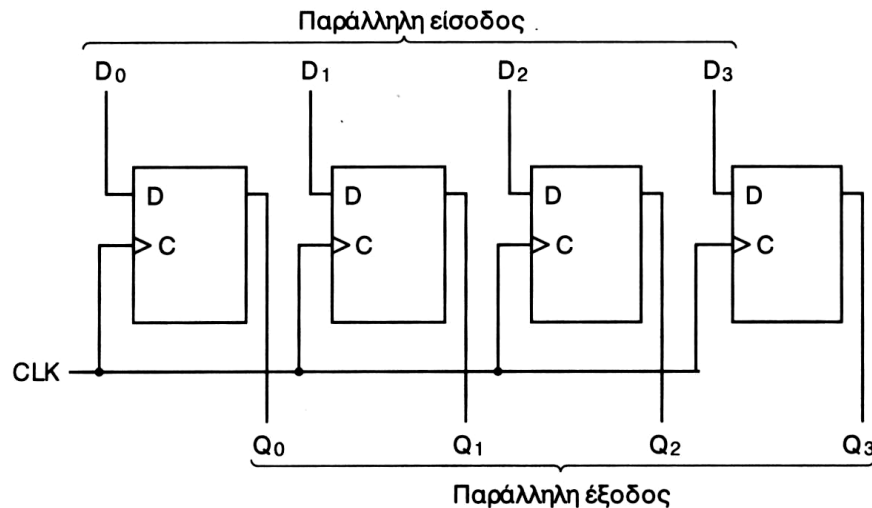 Παράλληλη είσοδος
D0 D1 D2 D3
D D D D
C C C C
CLK
Q0 Q1 Q2 Q3
Παράλληλη έξοδος